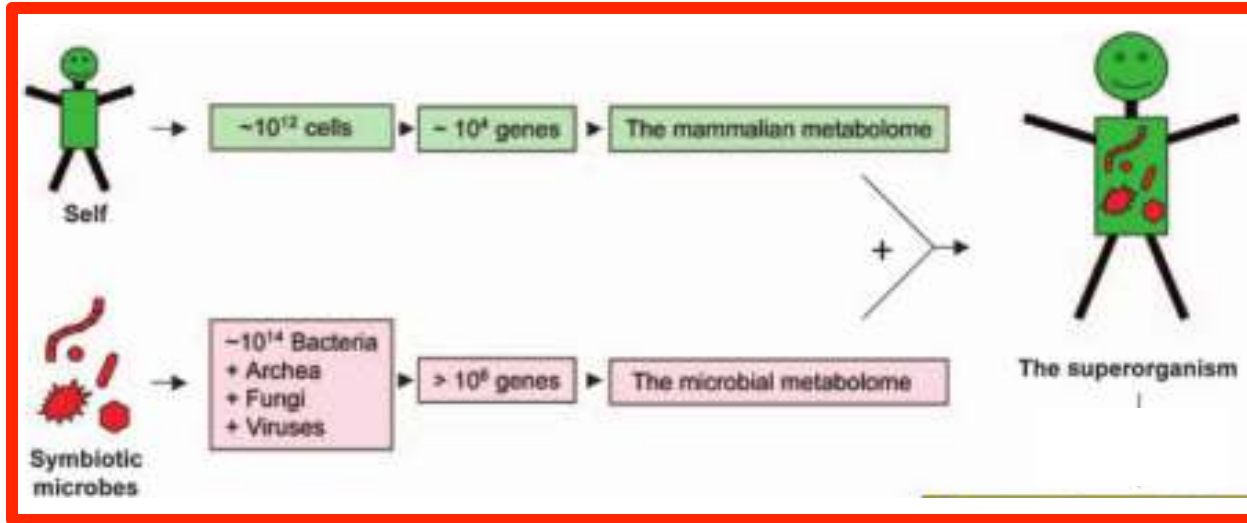 ~10¹² cells
~ 10⁴ genes
The mammalian metabolome
Self
+
~10¹⁴ Bacteria
+ Archea
+ Fungi
+ Viruses
> 10⁶ genes
The microbial metabolome
Symbiotic
microbes
The superorganism